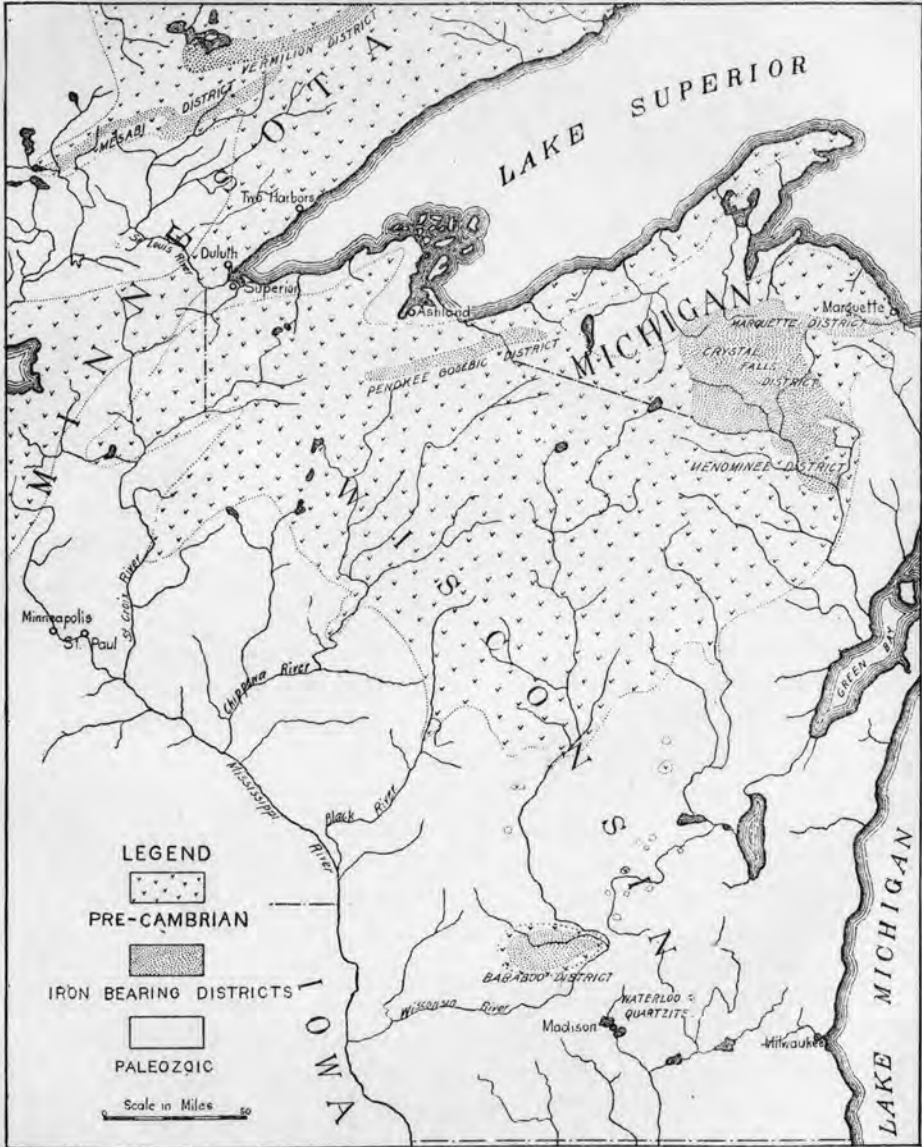 VERMILION DISTRICT
MESABI DISTRICT
MINNESOTA
LAKE SUPERIOR
Two Harbors
St Louis River
Duluth
Superior
Ashland
MICHIGAN
Marquette
MARQUETTE DISTRICT
CRYSTAL
FALLS
DISTRICT
PENOKEE GOGEBIC DISTRICT
MENOMINEE DISTRICT
WISCONSIN
St Croix River
Minneapolis
ST. Paul
Chippewa River
GREEN BAY
Mississippi River
Black River
LEGEND
PRE-CAMBRIAN
IRON BEARING DISTRICTS
PALEOZOIC
Scale in Miles
0 50
IOWA
BARABOO DISTRICT
Wisconsin River
WATERLOO
QUARTZITE
Madison
Milwaukee
LAKE MICHIGAN